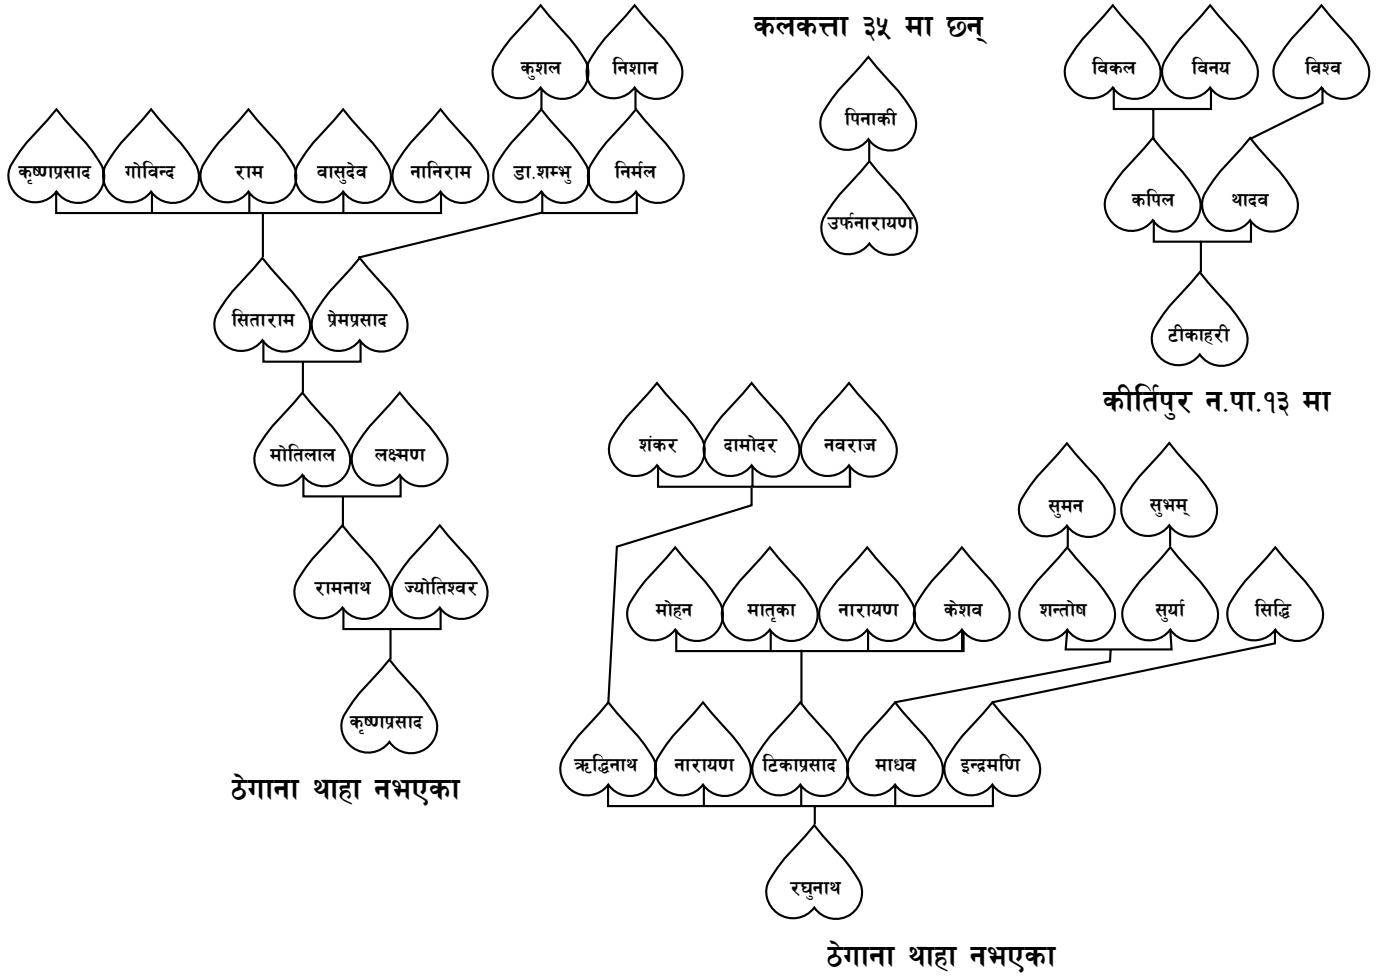 कलकत्ता ३५ मा छन्
कुशल निशान
पिनाकी
विकल विनय विश्व
कृष्णप्रसाद गोविन्द राम वासुदेव नानिराम डा.शम्भु निर्मल
उर्फनारायण
कपिल थादव
सिताराम प्रेमप्रसाद
टीकाहरी
कीर्तिपुर न.पा.१३ मा
मोतिलाल लक्ष्मण
शंकर दामोदर नवराज
सुमन सुभम्
रामनाथ ज्योतिश्वर
मोहन मातृका नारायण केशव शन्तोष सुर्या सिद्धि
कृष्णप्रसाद
ऋद्धिनाथ नारायण टिकाप्रसाद माधव इन्द्रमणि
ठेगाना थाहा नभएका
रघुनाथ
ठेगाना थाहा नभएका